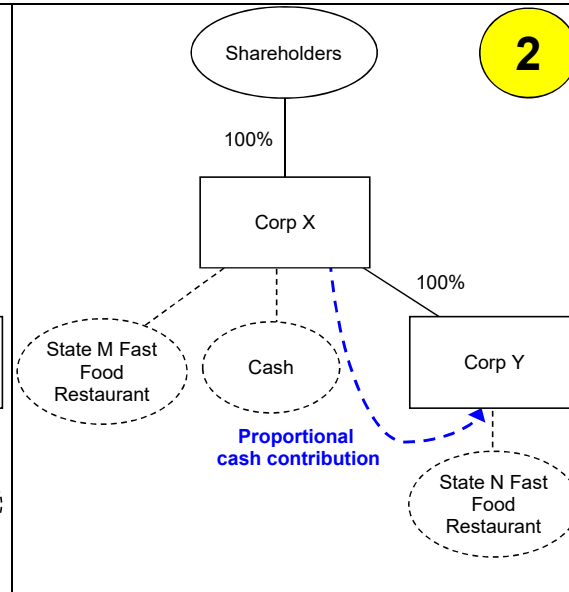 Shareholders
2
100%
Corp X
100%
State M Fast
Food
Restaurant
Cash
Corp Y
Proportional
cash contribution
State N Fast
Food
Restaurant